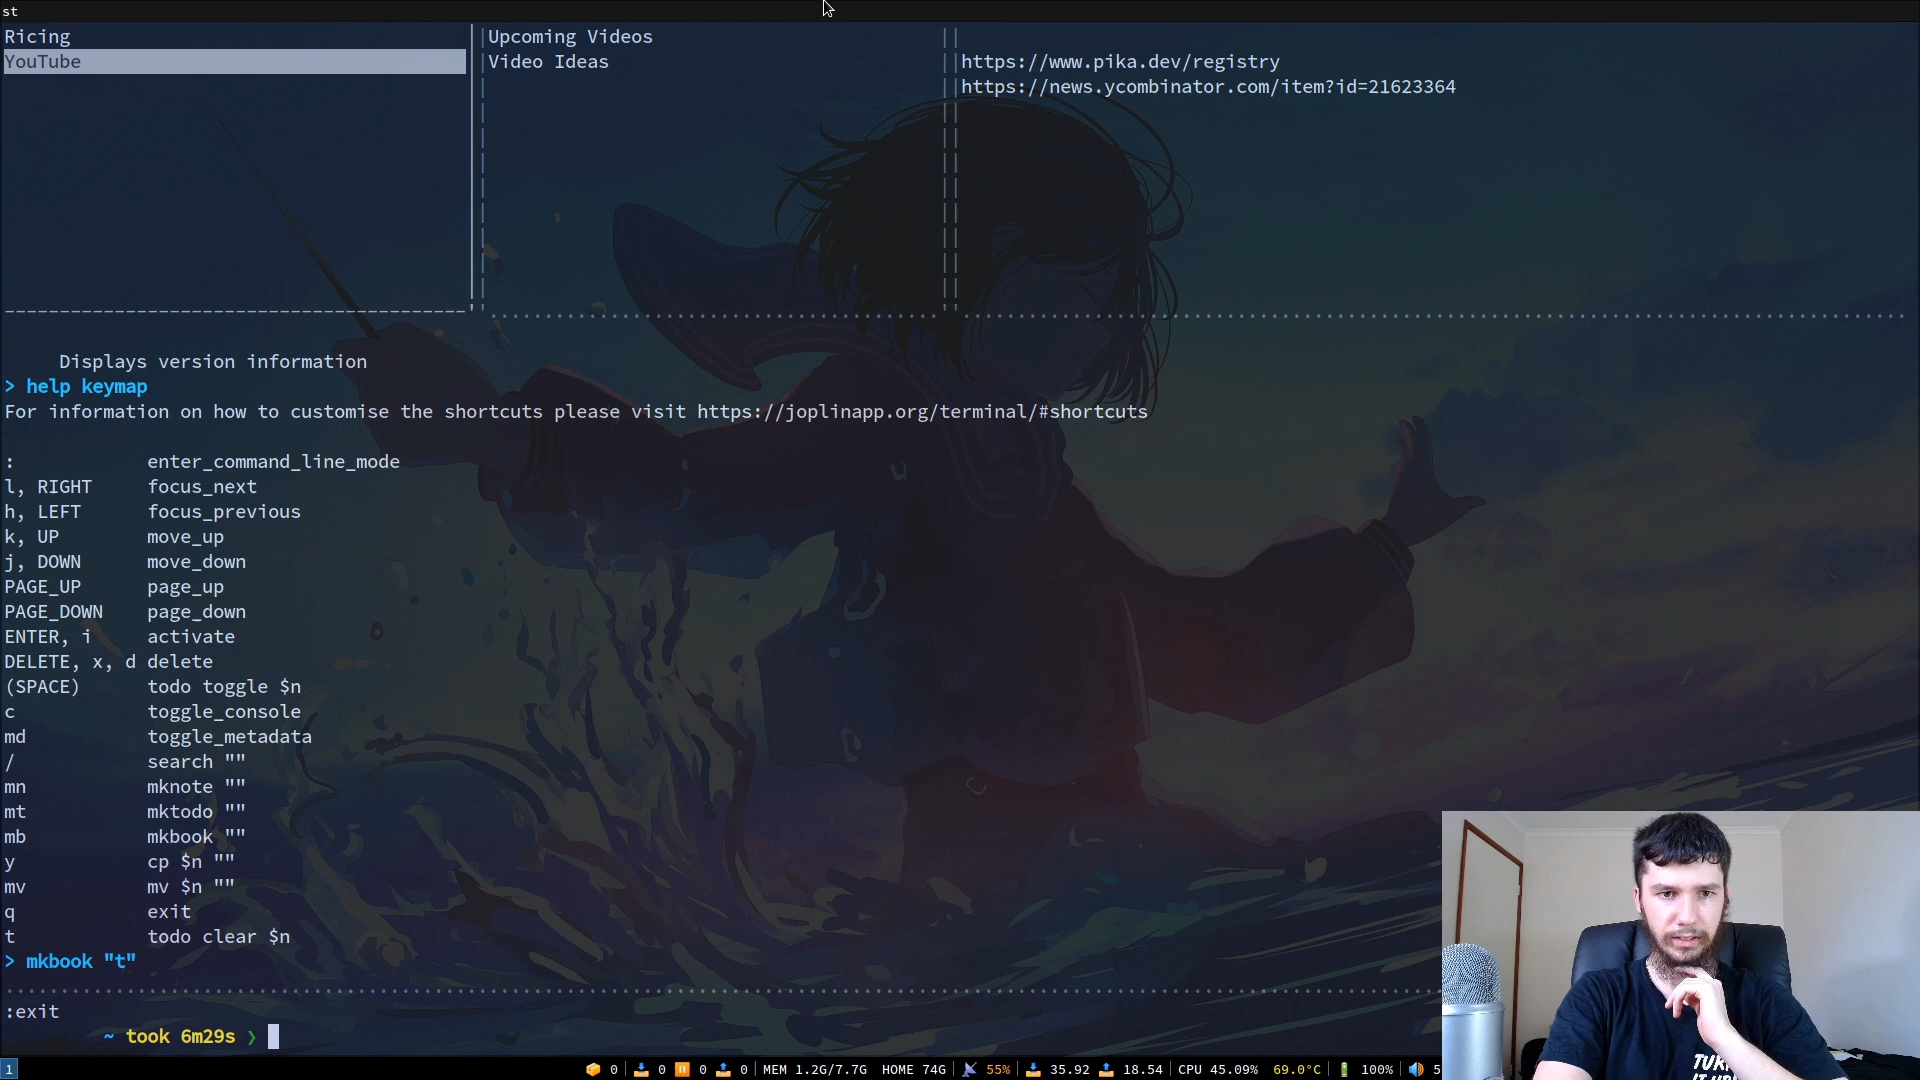 st
Ricing
YouTube
Upcoming Videos
Video Ideas
https://www.pika.dev/registry
https://news.ycombinator.com/item?id=21623364
Displays version information
> help keymap
For information on how to customise the shortcuts please visit https://joplinapp.org/terminal/#shortcuts
: enter_command_line_mode
l, RIGHT focus_next
h, LEFT focus_previous
k, UP move_up
j, DOWN move_down
PAGE_UP page_up
PAGE_DOWN page_down
ENTER, i activate
DELETE, x, d delete
(SPACE) todo toggle $n
c toggle_console
md toggle_metadata
/ search ""
mn mknote ""
mt mktodo ""
mb mkbook ""
y cp $n ""
mv mv $n ""
q exit
t todo clear $n
> mkbook "t"
:exit
~ took 6m29s ❯
1 0 0 0 0 MEM 1.2G/7.7G HOME 74G 55% 35.92 18.54 CPU 45.09% 69.0°C 100% 5